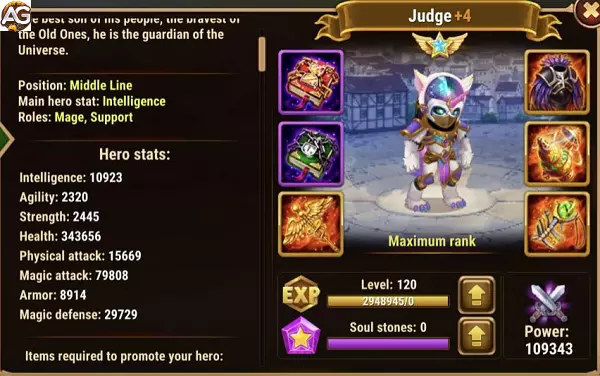 AG
best son of his people, the bravest of
the Old Ones, he is the guardian of the
Universe.
Position: Middle Line
Main hero stat: Intelligence
Roles: Mage, Support
Hero stats:
Intelligence: 10923
Agility: 2320
Strength: 2445
Health: 343656
Physical attack: 15669
Magic attack: 79808
Armor: 8914
Magic defense: 29729
Items required to promote your hero:
Judge +4
Maximum rank
EXP
Level: 120
2948945/0
Soul stones: 0
Power:
109343